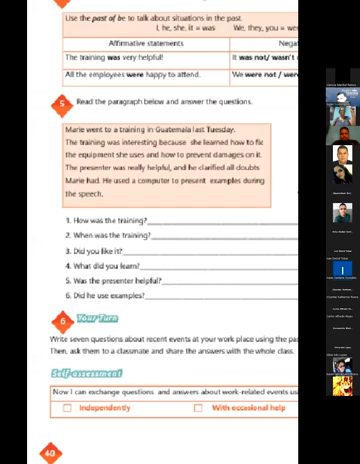 Use the past of be to talk about situations in the past.
I, he, she, it = was We, they, you = wer
Affirmative statements Nega
The training was very helpful! It was not/ wasn't
All the employees were happy to attend. We were not / were
5 Read the paragraph below and answer the questions.
Marie went to a training in Guatemala last Tuesday.
The training was interesting because she learned how to fix
the equipment she uses and how to prevent damages on it.
The presenter was really helpful, and he clarified all doubts
Marie had. He used a computer to present examples during
the speech.
1. How was the training?
2. When was the training?
3. Did you like it?
4. What did you learn?
5. Was the presenter helpful?
6. Did he use examples?
6 Your Turn
Write seven questions about recent events at your work place using the pas
Then, ask them to a classmate and share the answers with the whole class.
Self-assessment
Now I can exchange questions and answers about work-related events us
Independently With occasional help
40
I